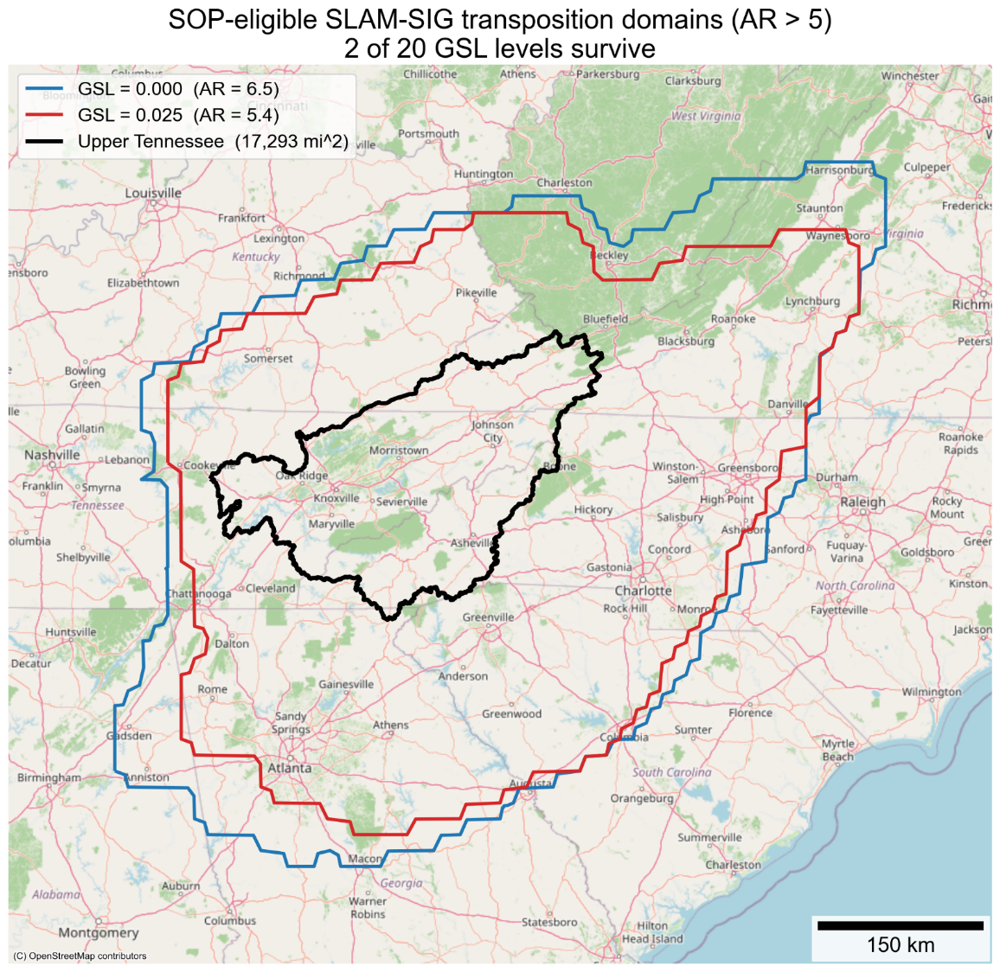 SOP-eligible SLAM-SIG transposition domains (AR > 5)
2 of 20 GSL levels survive
GSL = 0.000  (AR = 6.5)
GSL = 0.025  (AR = 5.4)
Upper Tennessee  (17,293 mi^2)
Columbus
Chillicothe
Athens
Parkersburg
Clarksburg
Winchester
Bloomington
Cincinnati
West Virginia
Portsmouth
Huntington
Charleston
Harrisonburg
Culpeper
Louisville
Frankfort
Staunton
Fredericks
Lexington
Waynesboro
Virginia
Kentucky
Beckley
Elizabethtown
Richmond
Pikeville
Lynchburg
Bluefield
Roanoke
Blacksburg
Somerset
Bowling
Green
Danville
Gallatin
Johnson
City
Roanoke
Rapids
Nashville
Lebanon
Cookeville
Morristown
Oak Ridge
Boone
Winston-
Salem
Greensboro
Durham
Franklin
Smyrna
Tennessee
Knoxville
Sevierville
High Point
Raleigh
Rocky
Mount
Hickory
Salisbury
Maryville
Asheboro
Shelbyville
Asheville
Concord
Sanford
Fuquay-
Varina
Goldsboro
Gastonia
Chattanooga
Cleveland
Charlotte
North Carolina
Kinston
Rock Hill
Monroe
Fayetteville
Greenville
Huntsville
Dalton
Decatur
Anderson
Rome
Gainesville
Wilmington
Sandy
Springs
Athens
Greenwood
Florence
Gadsden
Columbia
Sumter
Myrtle
Beach
Atlanta
Birmingham
Anniston
South Carolina
Augusta
Orangeburg
Summerville
Macon
Charleston
Alabama
Auburn
Georgia
Warner
Robins
Columbus
Statesboro
Montgomery
Hilton
Head Island
150 km
(C) OpenStreetMap contributors